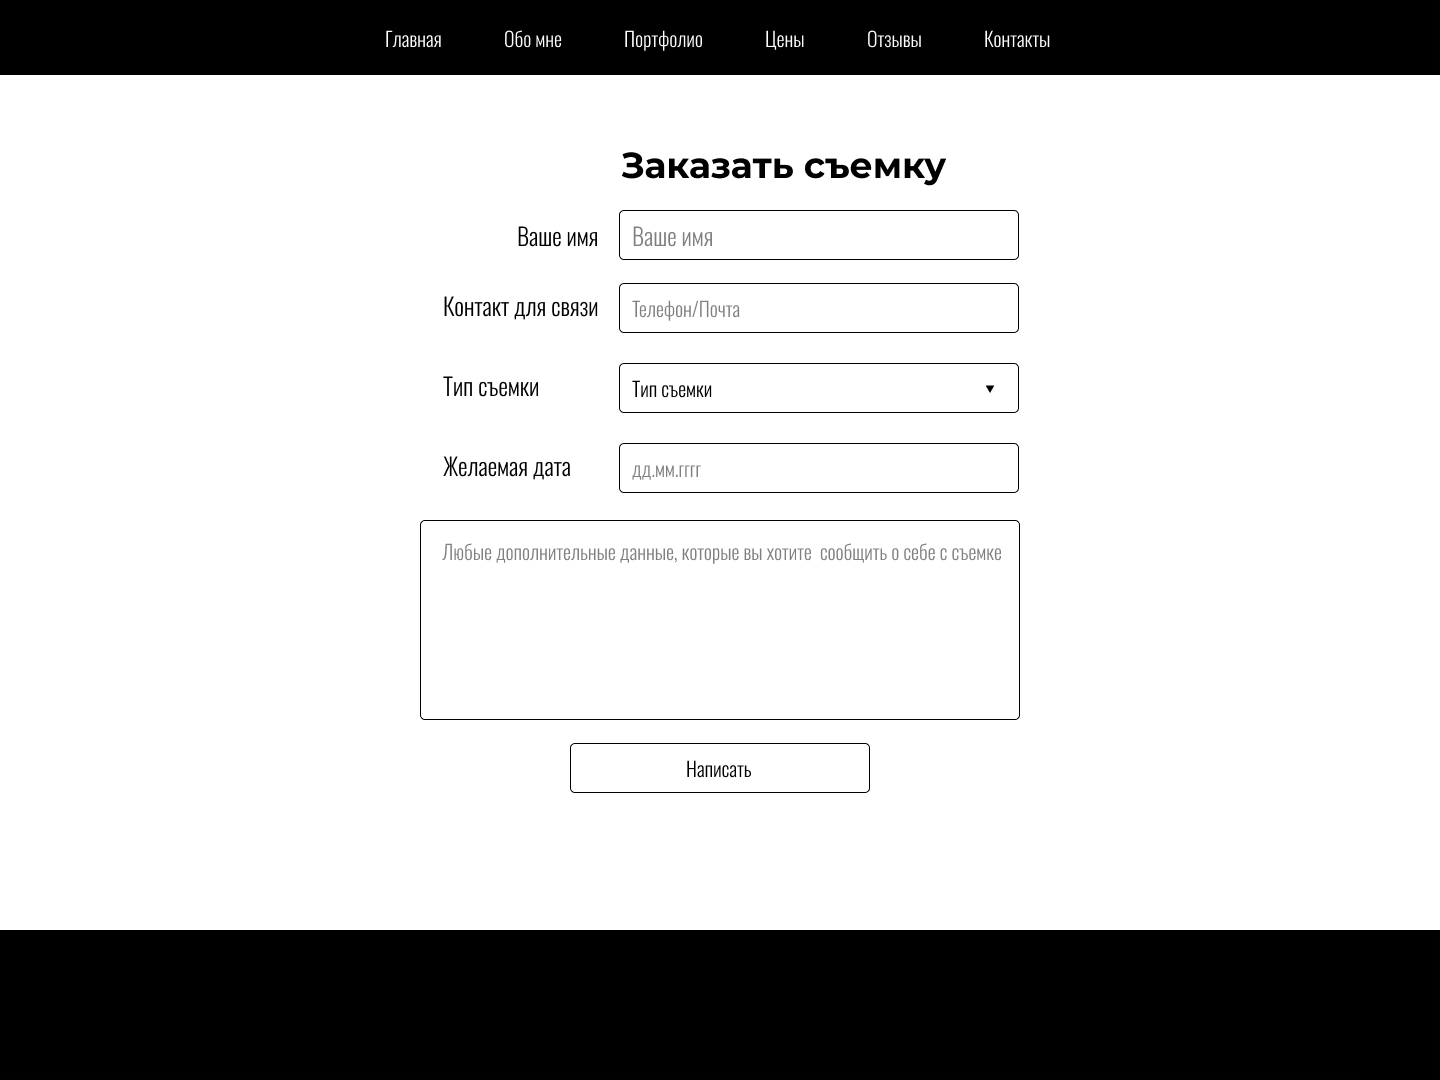 Главная Обо мне Портфолио Цены Отзывы Контакты
Заказать съемку
Ваше имя Ваше имя
Контакт для связи Телефон/Почта
Тип съемки Тип съемки
Желаемая дата дд.мм.гггг
Любые дополнительные данные, которые вы хотите  сообщить о себе с съемке
Написать